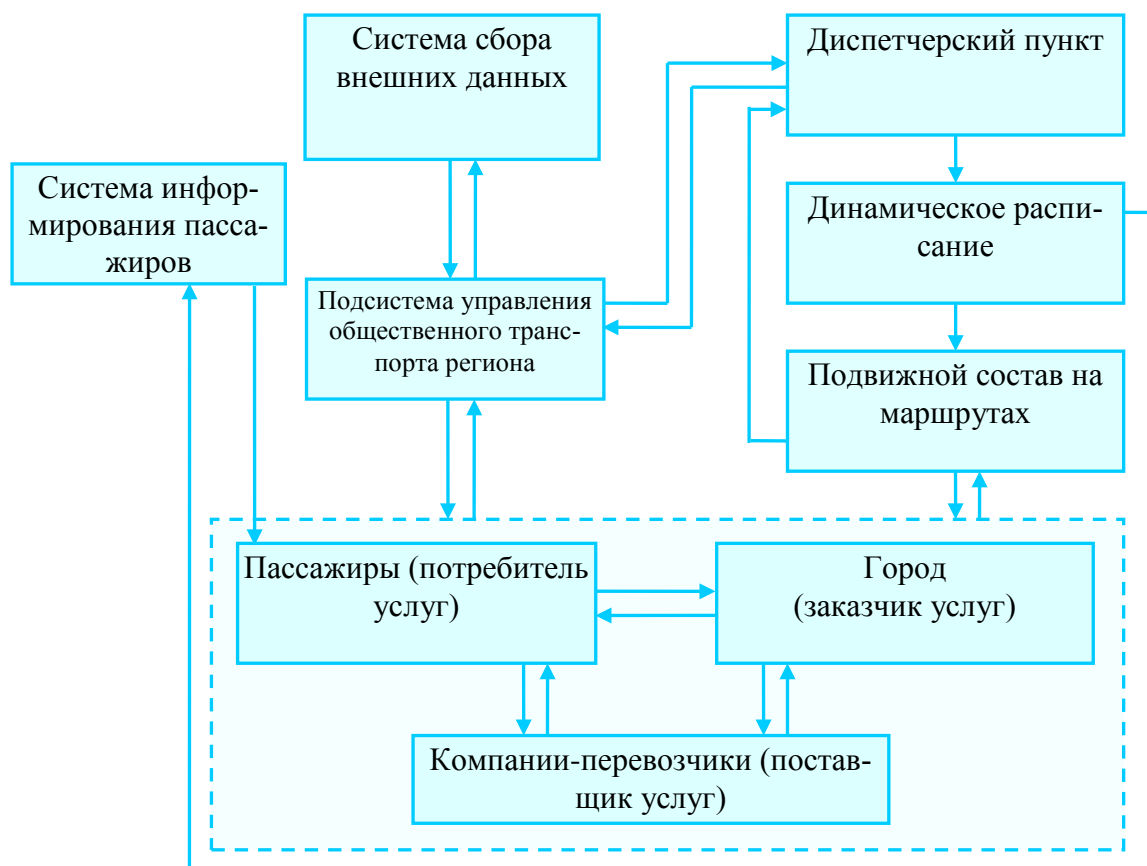 Система сбора
внешних данных
Диспетчерский пункт
Система инфор-
мирования пасса-
жиров
Динамическое распи-
сание
Подсистема управления
общественного транс-
порта региона
Подвижной состав на
маршрутах
Пассажиры (потребитель
услуг)
Город
(заказчик услуг)
Компании-перевозчики (постав-
щик услуг)